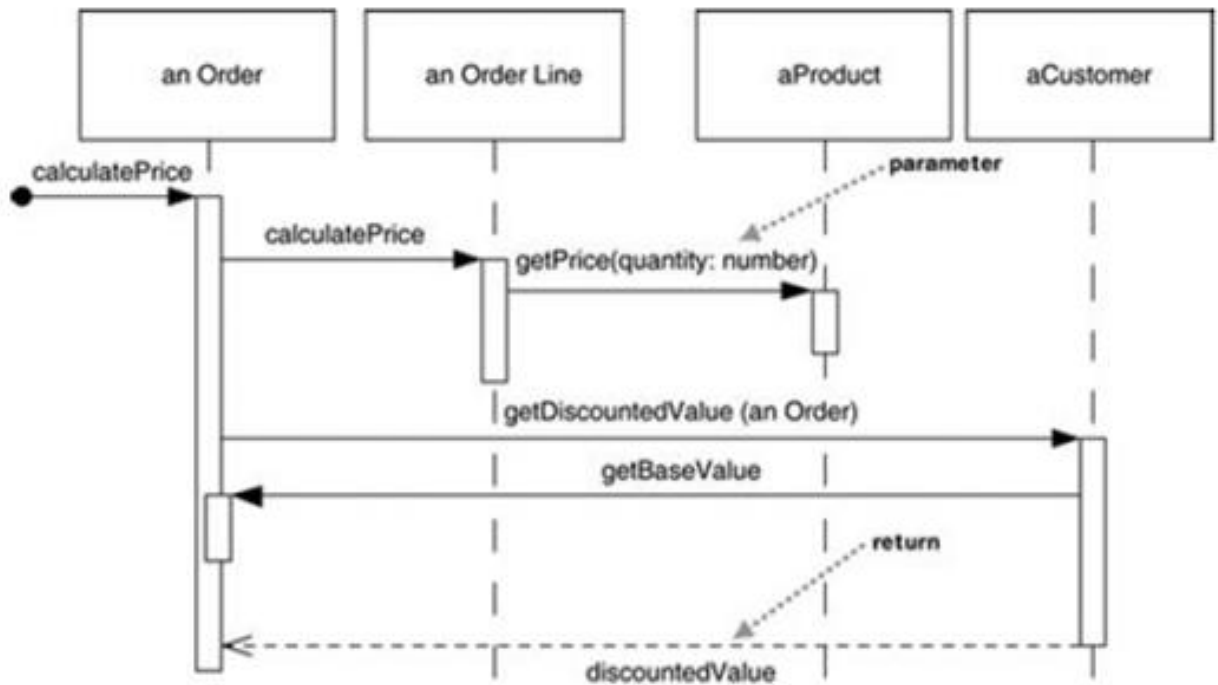 an Order
an Order Line
aProduct
aCustomer
calculatePrice
parameter
calculatePrice
getPrice(quantity: number)
getDiscountedValue (an Order)
getBaseValue
return
discountedValue